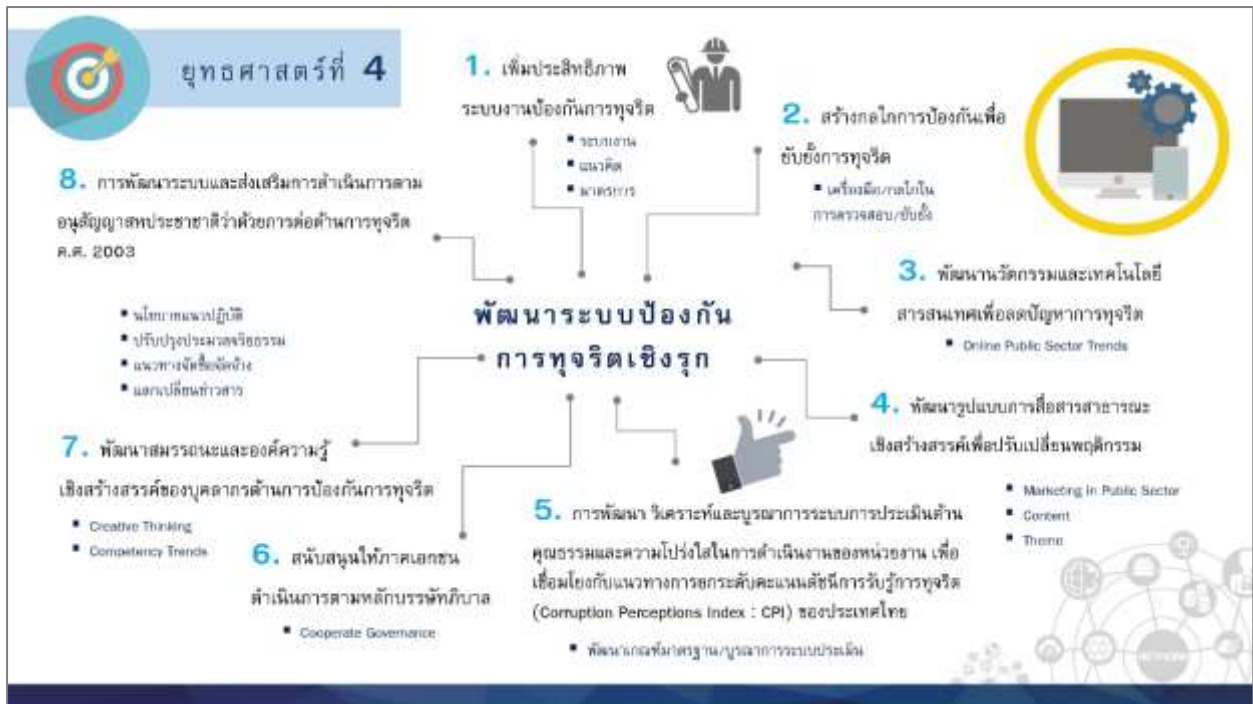 ยุทธศาสตร์ที่ 4
1. เพิ่มประสิทธิภาพ
ระบบงานป้องกันการทุจริต
▪ ระบบงาน
▪ แนวคิด
▪ มาตรการ
2. สร้างกลไกการป้องกันเพื่อ
ยับยั้งการทุจริต
▪ เครื่องมือ/กลไกใน
การตรวจสอบ/ยับยั้ง
3. พัฒนานวัตกรรมและเทคโนโลยี
สารสนเทศเพื่อลดปัญหาการทุจริต
▪ Online Public Sector Trends
4. พัฒนารูปแบบการสื่อสารสาธารณะ
เชิงสร้างสรรค์เพื่อปรับเปลี่ยนพฤติกรรม
▪ Marketing in Public Sector
▪ Content
▪ Theme
5. การพัฒนา วิเคราะห์และบูรณาการระบบการประเมินด้าน
คุณธรรมและความโปร่งใสในการดำเนินงานของหน่วยงาน เพื่อ
เชื่อมโยงกับแนวทางการยกระดับคะแนนดัชนีการรับรู้การทุจริต
(Corruption Perceptions Index : CPI) ของประเทศไทย
▪ พัฒนาเกณฑ์มาตรฐาน/บูรณาการระบบประเมิน
6. สนับสนุนให้ภาคเอกชน
ดำเนินการตามหลักบรรษัทภิบาล
▪ Cooperate Governance
7. พัฒนาสมรรถนะและองค์ความรู้
เชิงสร้างสรรค์ของบุคลากรด้านการป้องกันการทุจริต
▪ Creative Thinking
▪ Competency Trends
8. การพัฒนาระบบและส่งเสริมการดำเนินการตาม
อนุสัญญาสหประชาชาติว่าด้วยการต่อต้านการทุจริต
ค.ศ. 2003
▪ นโยบายแนวปฏิบัติ
▪ ปรับปรุงประมวลจริยธรรม
▪ แนวทางจัดซื้อจัดจ้าง
▪ แลกเปลี่ยนข่าวสาร
พัฒนาระบบป้องกัน
การทุจริตเชิงรุก